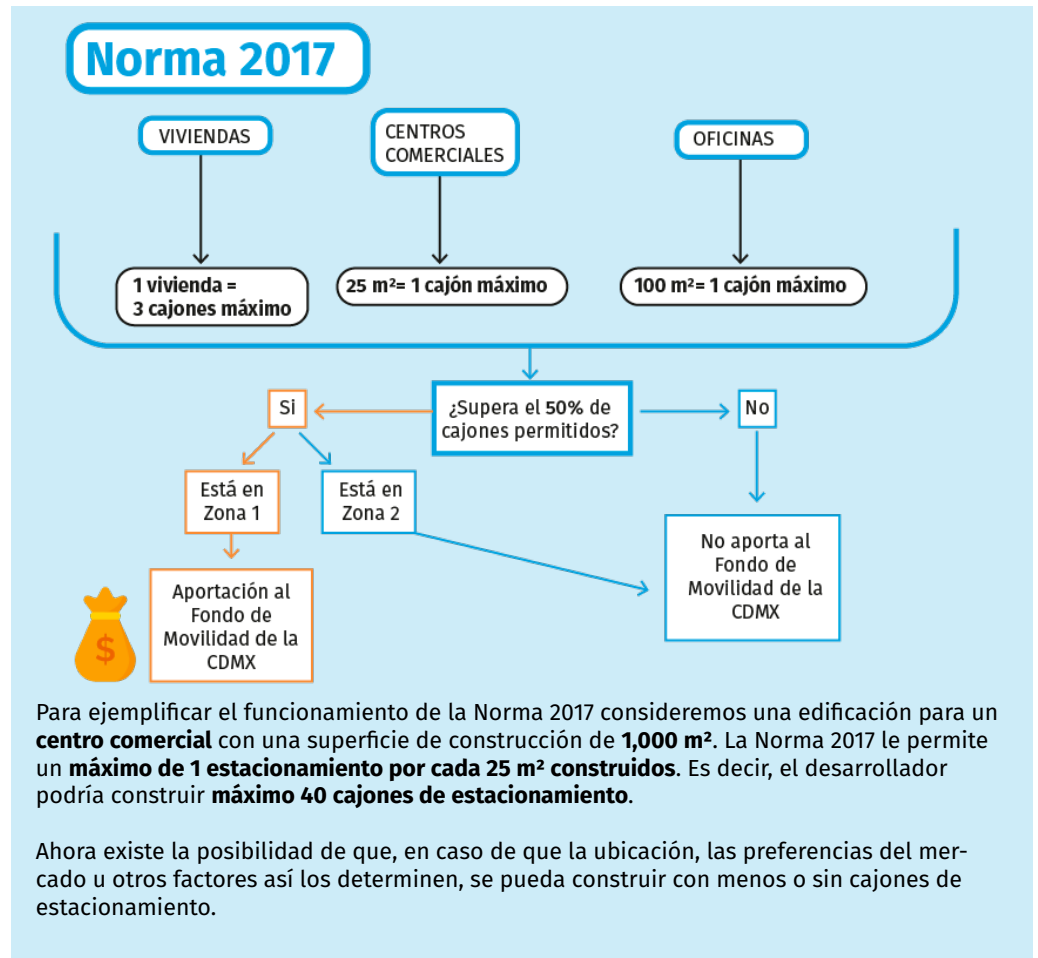 Norma 2017
VIVIENDAS
CENTROS
COMERCIALES
OFICINAS
1 vivienda =
3 cajones máximo
25 m²= 1 cajón máximo
100 m²= 1 cajón máximo
¿Supera el 50% de
cajones permitidos?
Si
No
Está en
Zona 1
Está en
Zona 2
Aportación al
Fondo de
Movilidad de la
CDMX
$
No aporta al
Fondo de
Movilidad de la
CDMX
Para ejemplificar el funcionamiento de la Norma 2017 consideremos una edificación para un
centro comercial con una superficie de construcción de 1,000 m². La Norma 2017 le permite
un máximo de 1 estacionamiento por cada 25 m² construidos. Es decir, el desarrollador
podría construir máximo 40 cajones de estacionamiento.
Ahora existe la posibilidad de que, en caso de que la ubicación, las preferencias del mer-
cado u otros factores así los determinen, se pueda construir con menos o sin cajones de
estacionamiento.